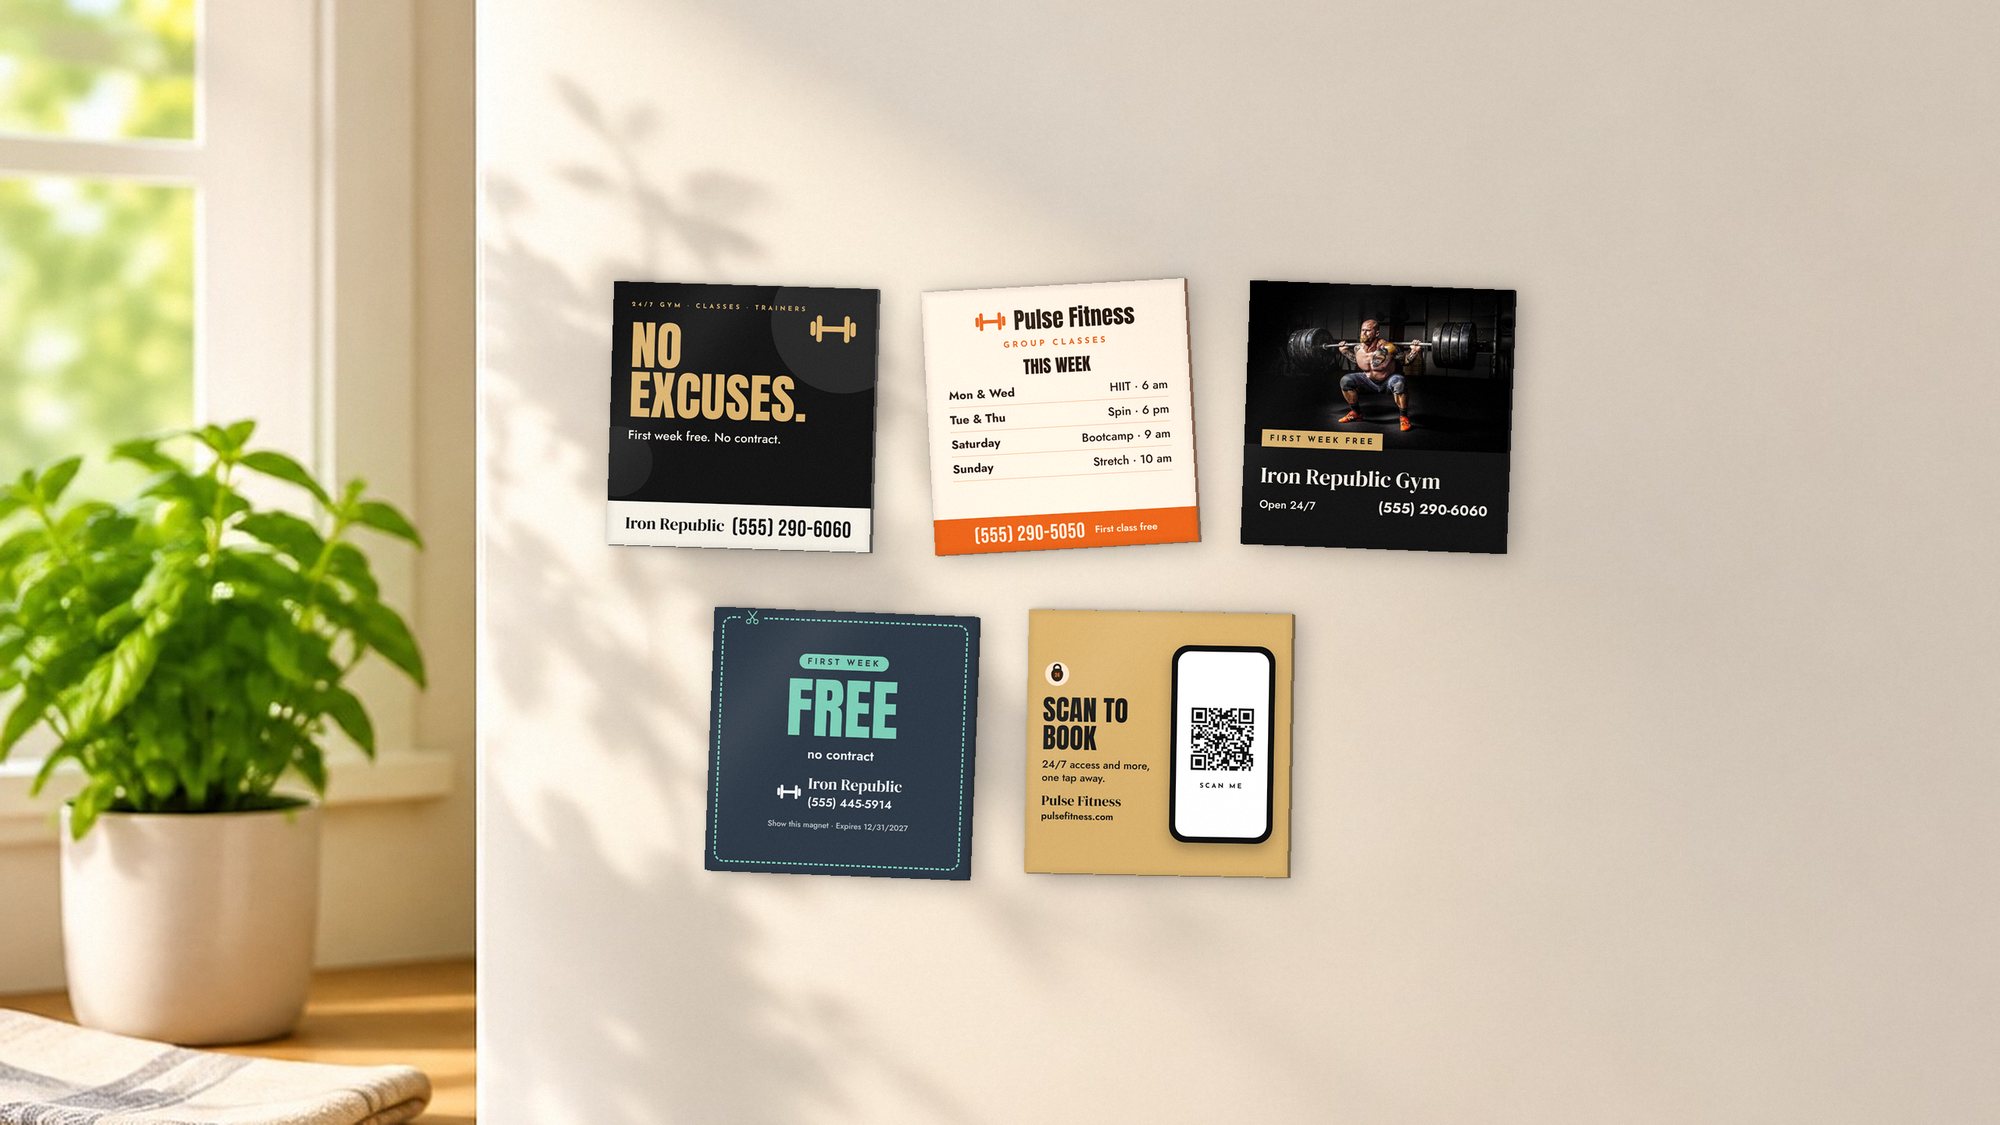 24/7 GYM · CLASSES · TRAINERS
NO
EXCUSES.
First week free. No contract.
Iron Republic (555) 290-6060
Pulse Fitness
GROUP CLASSES
THIS WEEK
Mon & Wed HIIT · 6 am
Tue & Thu Spin · 6 pm
Saturday Bootcamp · 9 am
Sunday Stretch · 10 am
(555) 290-5050 First class free
FIRST WEEK FREE
Iron Republic Gym
Open 24/7 (555) 290-6060
FIRST WEEK
FREE
no contract
Iron Republic
(555) 445-5914
Show this magnet · Expires 12/31/2027
SCAN TO
BOOK
24/7 access and more,
one tap away.
Pulse Fitness
pulsefitness.com
SCAN ME